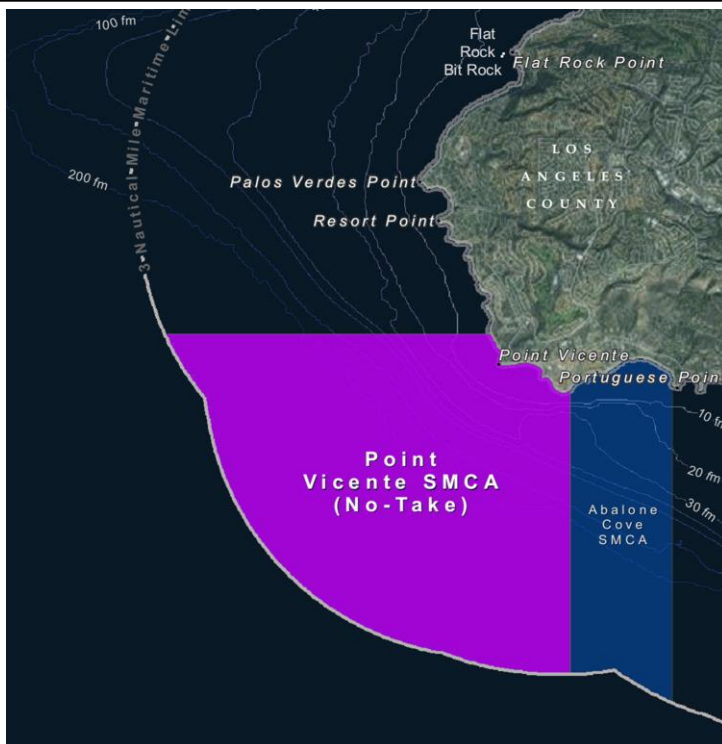 100 fm
Flat
Rock
Bit Rock
Flat Rock Point
3-Nautical-Mile-Maritime-Lim
LOS
ANGELES
COUNTY
200 fm
Palos Verdes Point
Resort Point
Point Vicente
Portuguese Poin
10 fm
Point
Vicente SMCA
(No-Take)
20 fm
30 fm
Abalone
Cove
SMCA